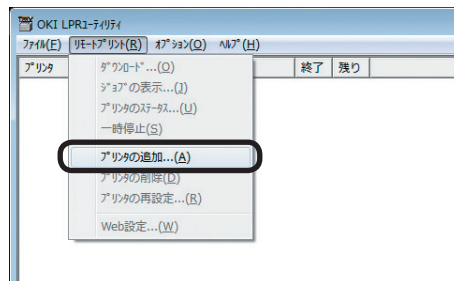 OKI LPRユーティリティ
ファイル(F) リモートプリント(R) オプション(O) ヘルプ(H)
プリンタ 終了 残り
ダウンロード...(O)
ジョブの表示...(J)
プリンタのステータス...(U)
一時停止(S)
プリンタの追加...(A)
プリンタの削除(D)
プリンタの再設定...(R)
Web設定...(W)